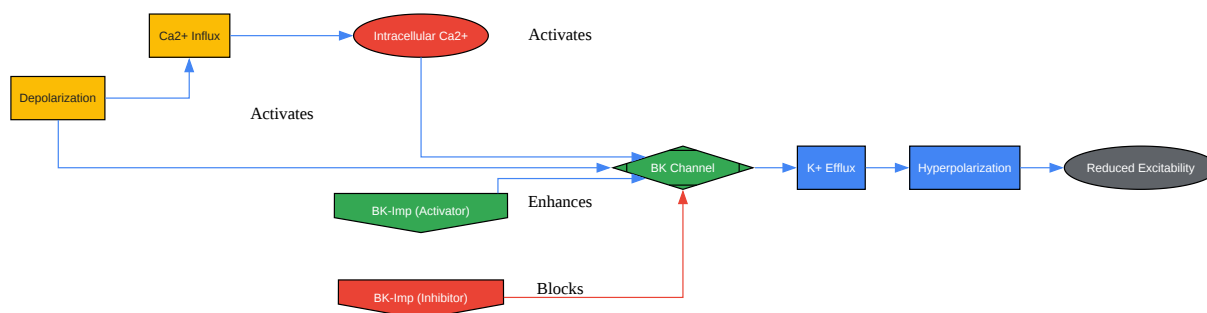 Ca2+ Influx
Intracellular Ca2+
Activates
Depolarization
Activates
BK Channel
K+ Efflux
Hyperpolarization
Reduced Excitability
BK-Imp (Activator)
Enhances
BK-Imp (Inhibitor)
Blocks